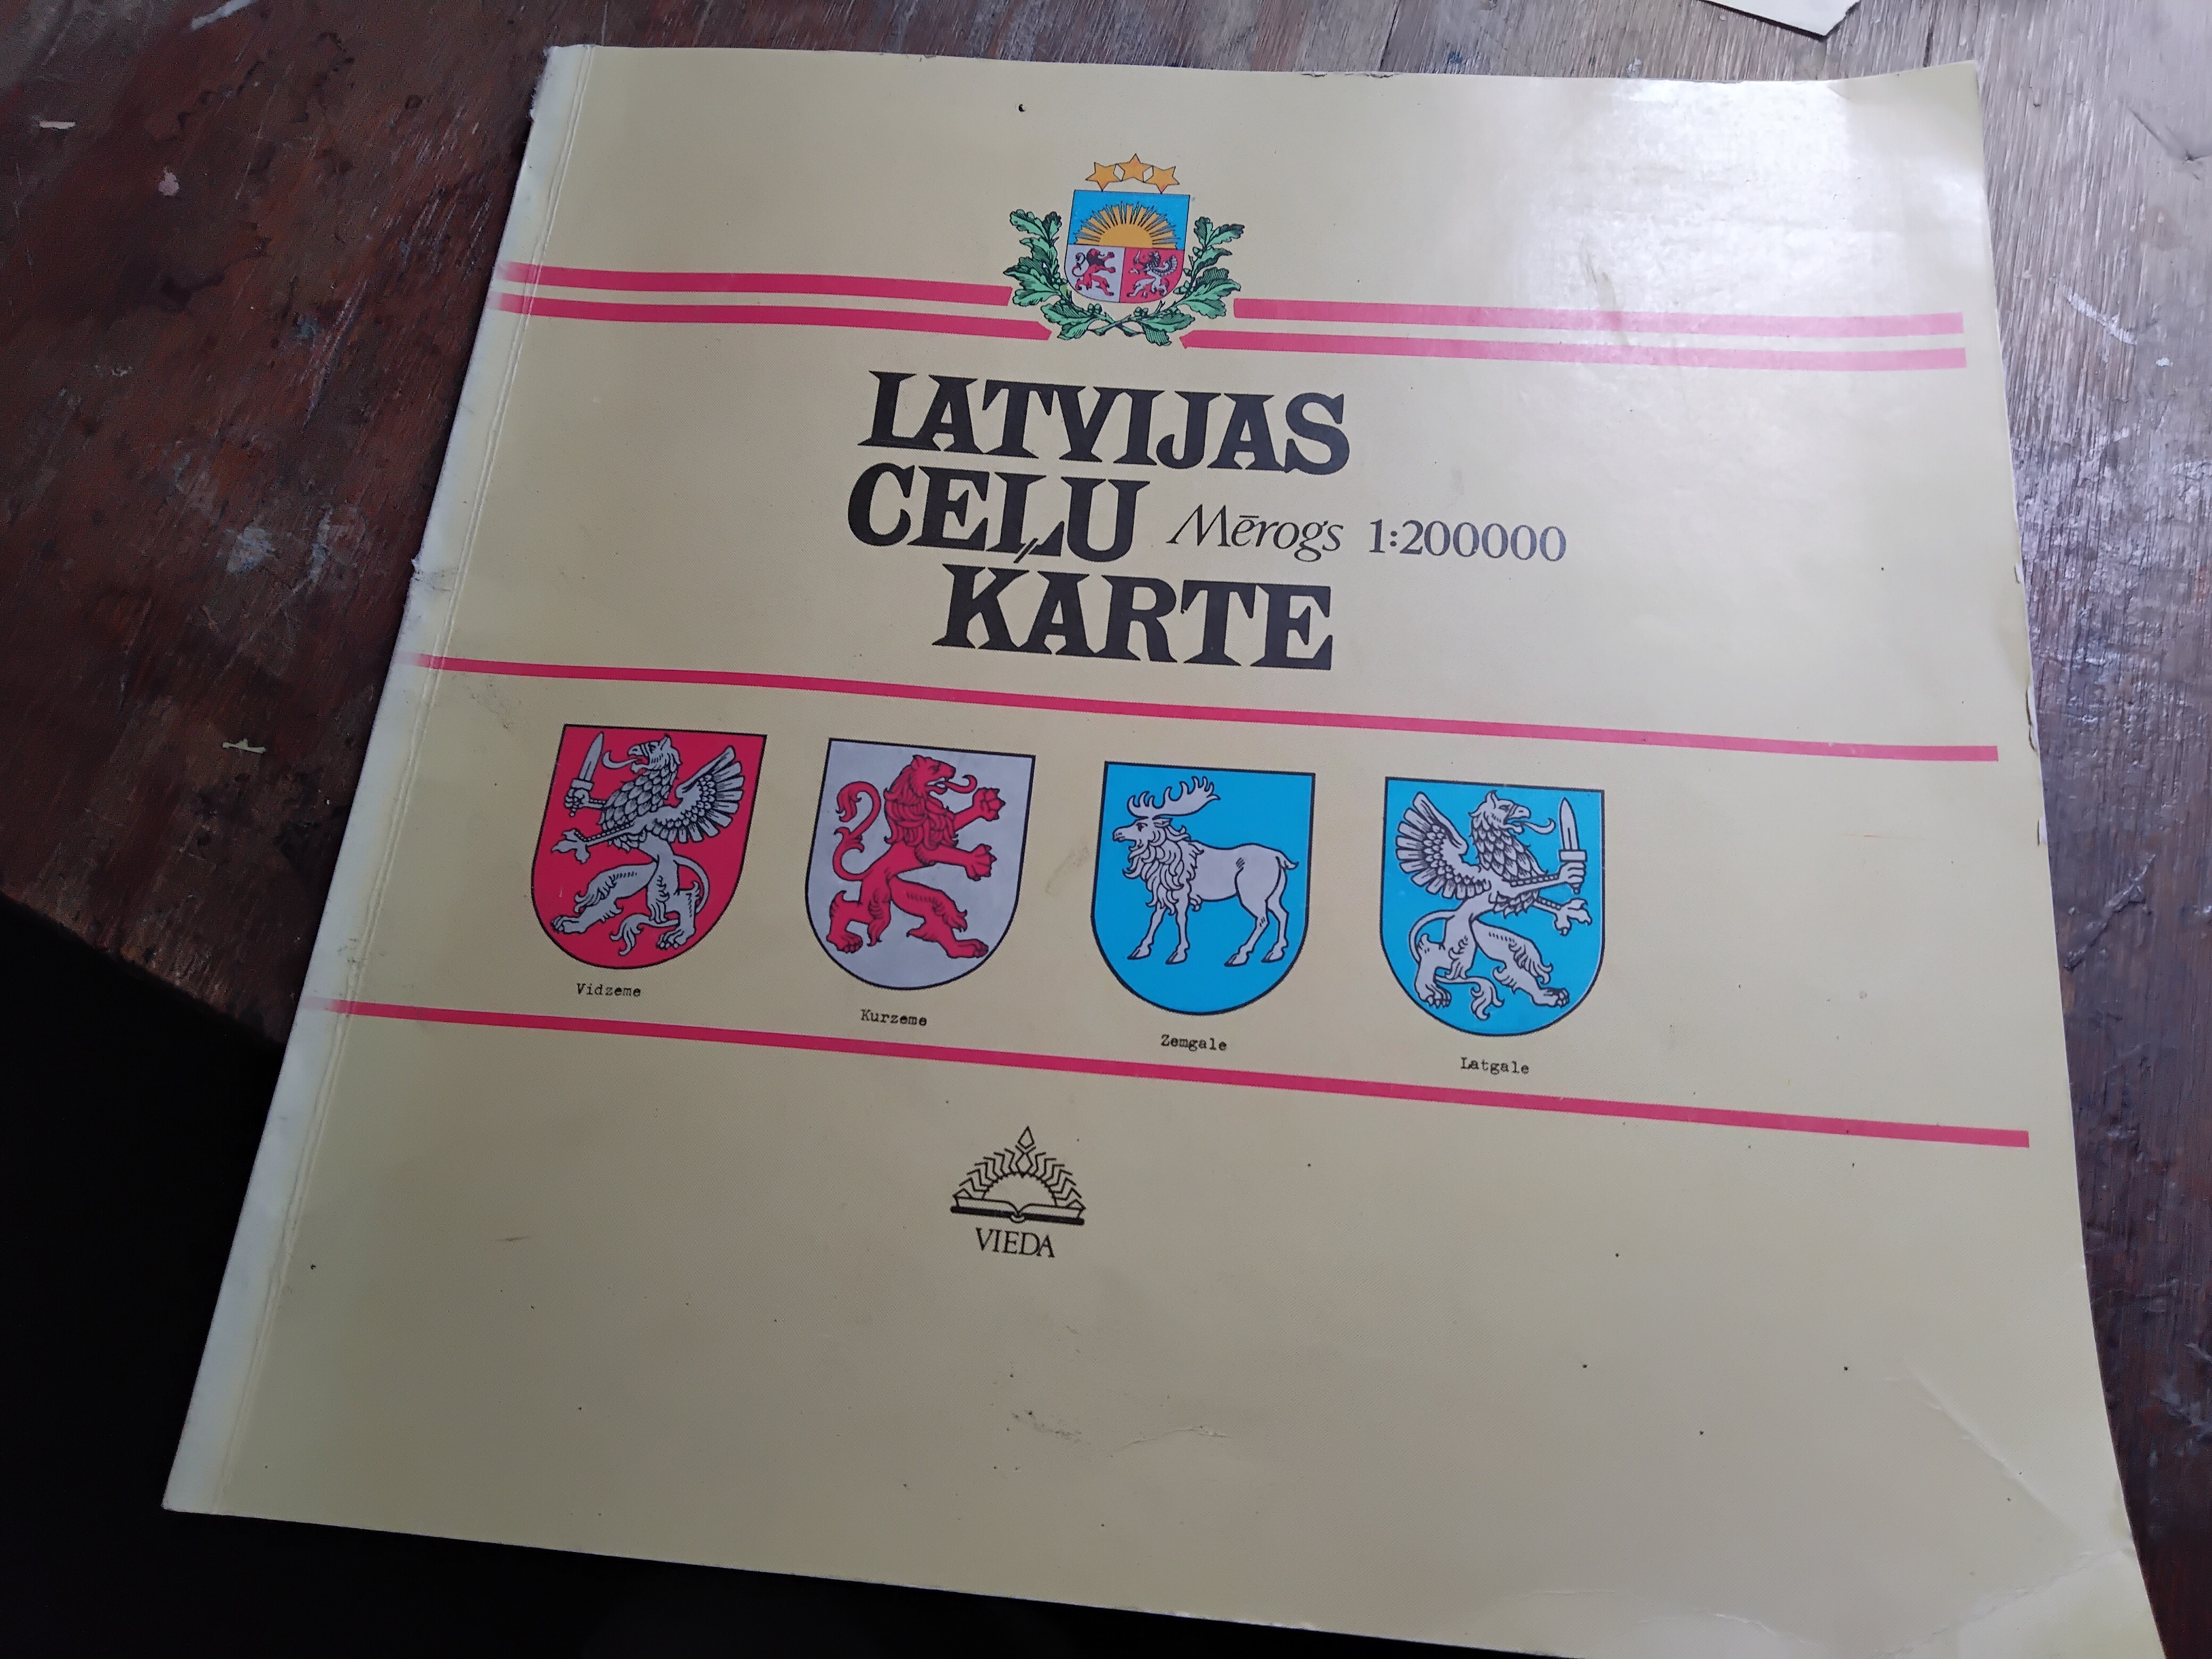 LATVIJAS
CEĻU Mērogs 1:200000
KARTE
Vidzeme
Kurzeme
Zemgale
Latgale
VIEDA